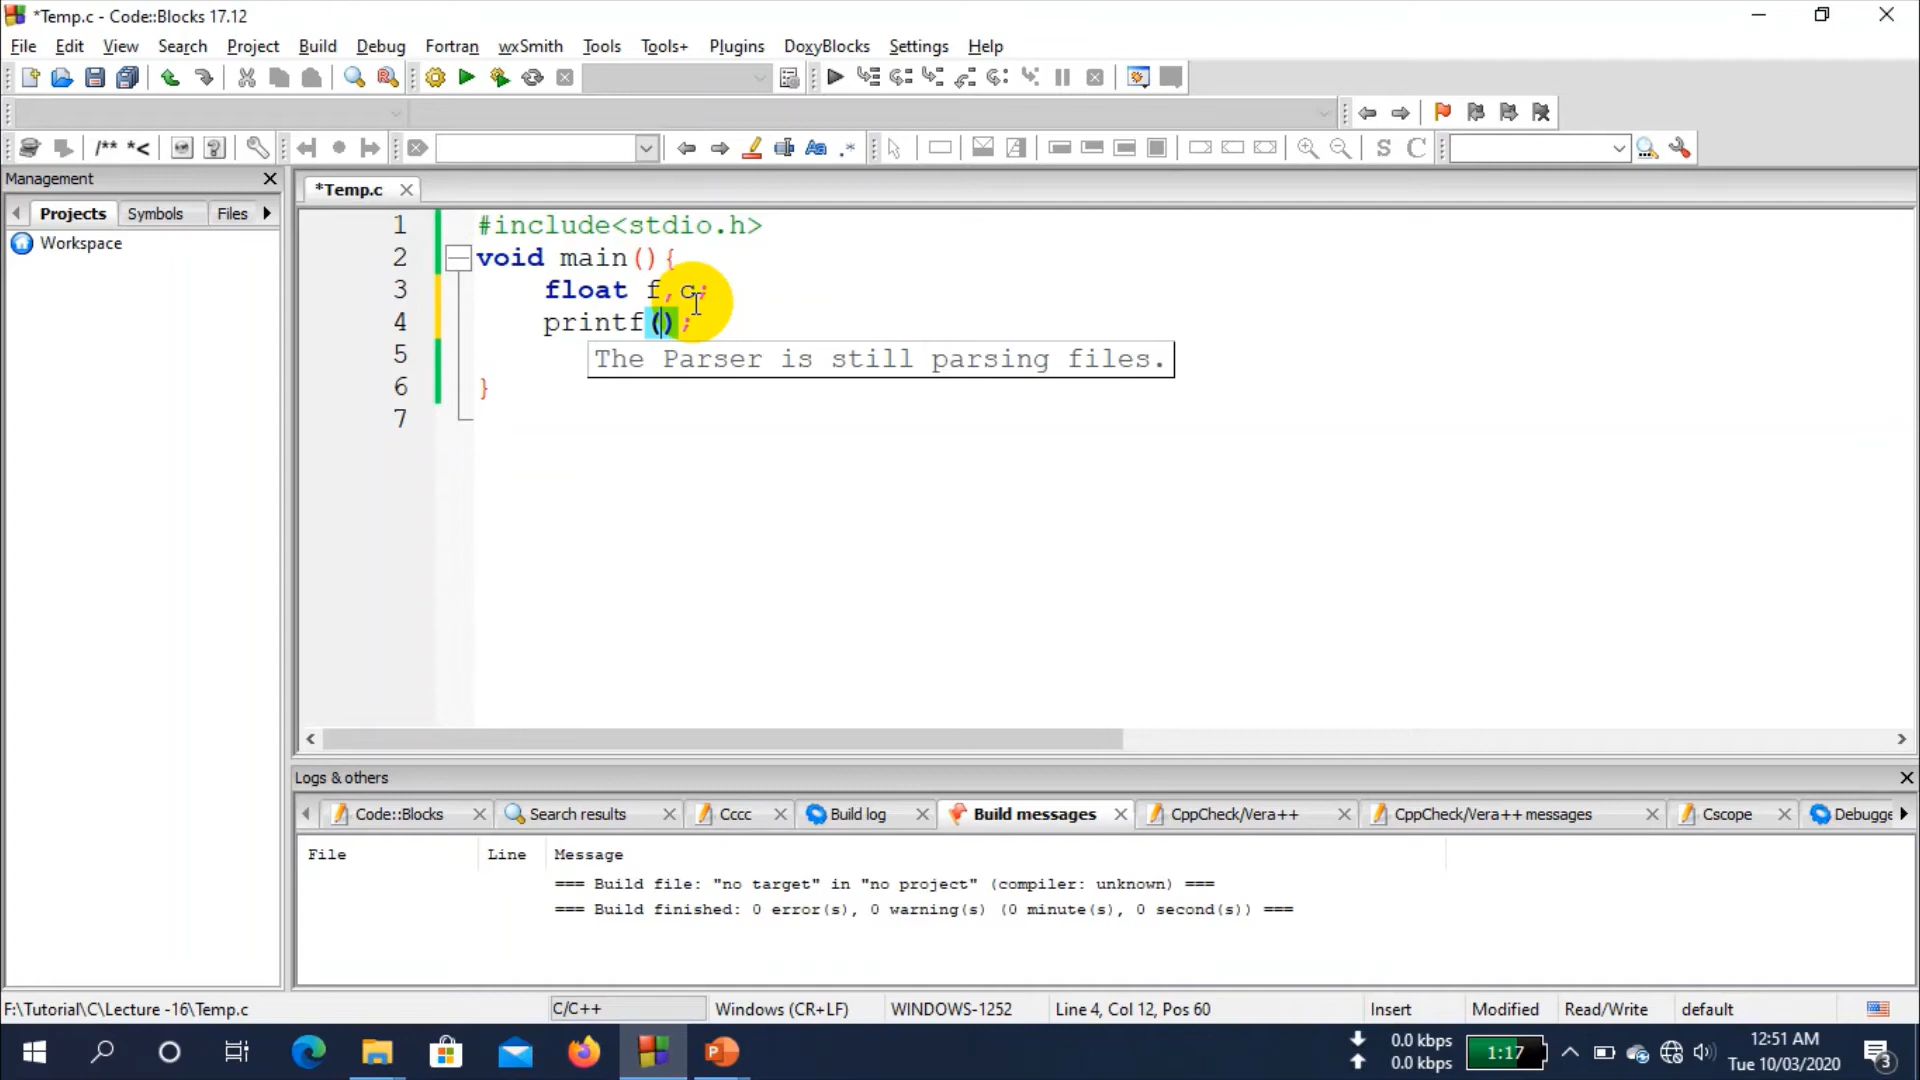 *Temp.c - Code::Blocks 17.12
File Edit View Search Project Build Debug Fortran wxSmith Tools Tools+ Plugins DoxyBlocks Settings Help
/** *<
Management
Projects Symbols Files
Workspace
*Temp.c
1 #include<stdio.h>
2 void main(){
3 float f,c;
4 printf();
The Parser is still parsing files.
5
6 }
7
Logs & others
Code::Blocks Search results Cccc Build log Build messages CppCheck/Vera++ CppCheck/Vera++ messages Cscope Debugge
File Line Message
=== Build file: "no target" in "no project" (compiler: unknown) ===
=== Build finished: 0 error(s), 0 warning(s) (0 minute(s), 0 second(s)) ===
F:\Tutorial\C\Lecture -16\Temp.c C/C++ Windows (CR+LF) WINDOWS-1252 Line 4, Col 12, Pos 60 Insert Modified Read/Write default
0.0 kbps
0.0 kbps
1:17
12:51 AM
Tue 10/03/2020
3